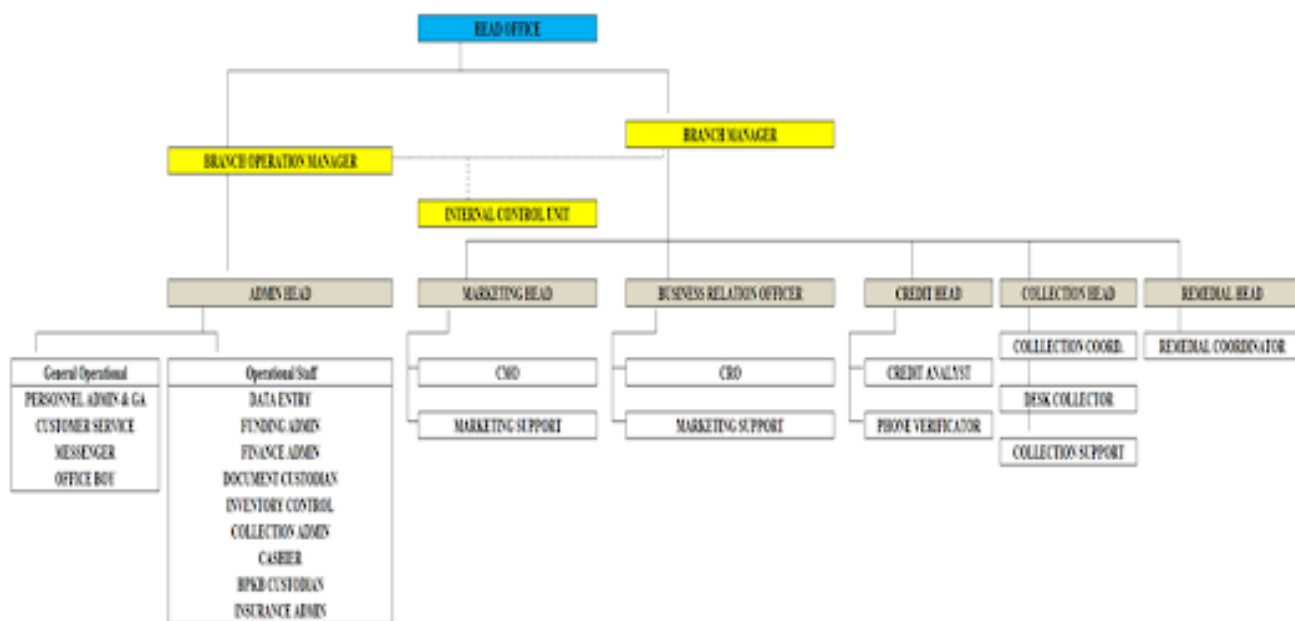 HEAD OFFICE
BRANCH MANAGER
BRANCH OPERATION MANAGER
INTERNAL CONTROL UNIT
ADMIN HEAD
MARKETING HEAD
BUSINESS RELATION OFFICER
CREDIT HEAD
COLLECTION HEAD
REMEDIAL HEAD
General Operational
PERSONNEL ADMIN & GA
CUSTOMER SERVICE
MESSENGER
OFFICE BOY
Operational Staff
DATA ENTRY
FUNDING ADMIN
FINANCE ADMIN
DOCUMENT CUSTODIAN
INVENTORY CONTROL
COLLECTION ADMIN
CASHIER
BPKB CUSTODIAN
INSURANCE ADMIN
CMO
MARKETING SUPPORT
CRO
MARKETING SUPPORT
CREDIT ANALYST
PHONE VERIFICATOR
COLLLECTION COORD.
DESK COLLECTOR
COLLECTION SUPPORT
REMEDIAL COORDINATOR